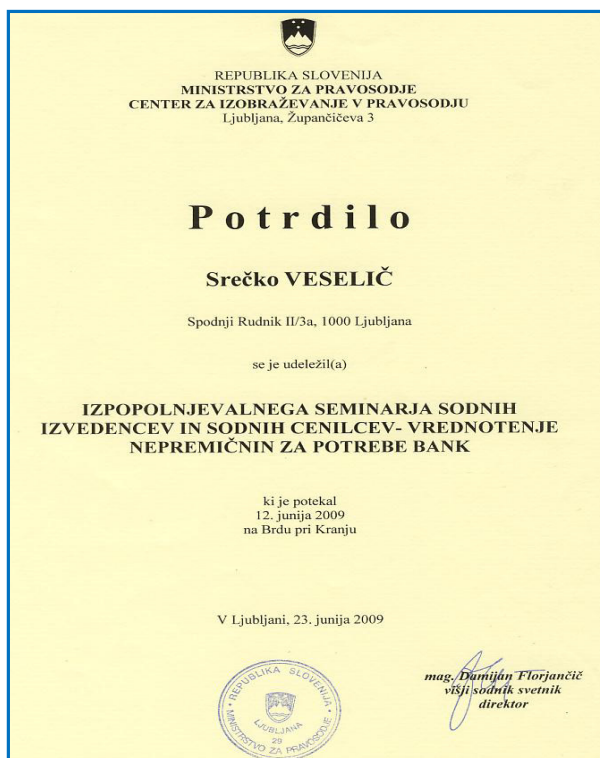 REPUBLIKA SLOVENIJA
MINISTRSTVO ZA PRAVOSODJE
CENTER ZA IZOBRAŽEVANJE V PRAVOSODJU
Ljubljana, Župančičeva 3
Potrdilo
Srečko VESELIČ
Spodnji Rudnik II/3a, 1000 Ljubljana
se je udeležil(a)
IZPOPOLNJEVALNEGA SEMINARJA SODNIH
IZVEDENCEV IN SODNIH CENILCEV- VREDNOTENJE
NEPREMIČNIN ZA POTREBE BANK
ki je potekal
12. junija 2009
na Brdu pri Kranju
V Ljubljani, 23. junija 2009
mag. Damijan Florjančič
višji sodnik svetnik
direktor
REPUBLIKA SLOVENIJA
LJUBLJANA
29
MINISTRSTVO ZA PRAVOSODJE